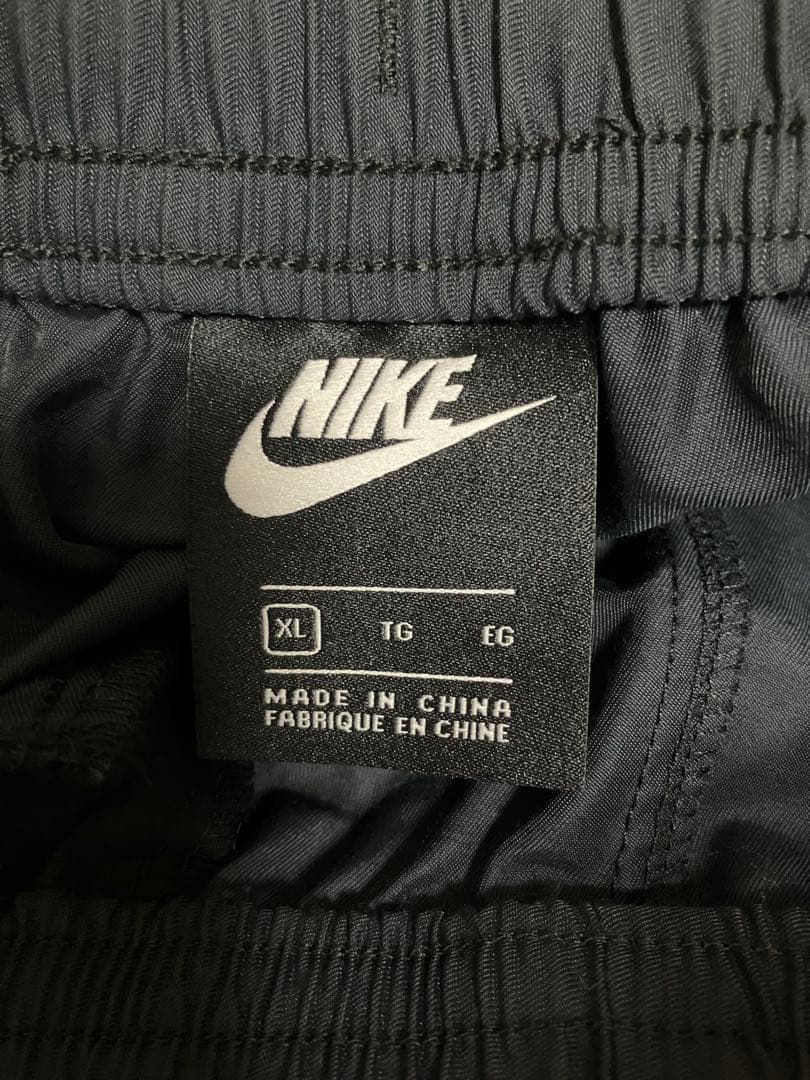 NIKE
XL TG EG
MADE IN CHINA
FABRIQUE EN CHINE